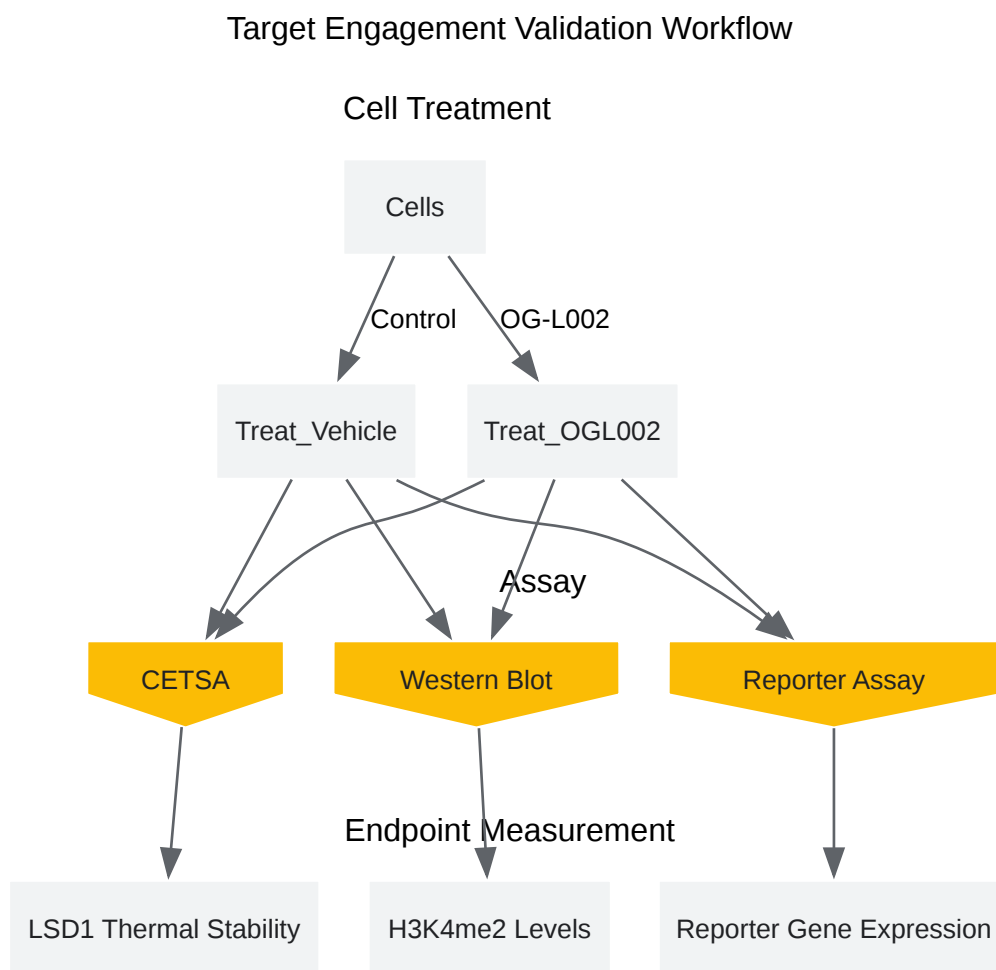 Target Engagement Validation Workflow
Cell Treatment
Cells
Control
OG-L002
Treat_Vehicle
Treat_OGL002
Assay
CETSA
Western Blot
Reporter Assay
Endpoint Measurement
LSD1 Thermal Stability
H3K4me2 Levels
Reporter Gene Expression